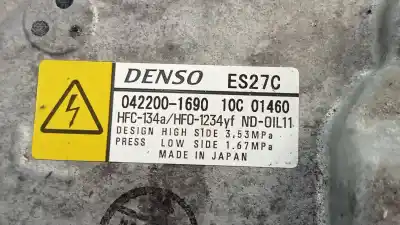 DENSO ES27C
042200-1690 10C 01460
HFC-134a/HFO-1234yf ND-OIL11
DESIGN HIGH SIDE 3,53MPa
PRESS LOW SIDE 1.67MPa
MADE IN JAPAN